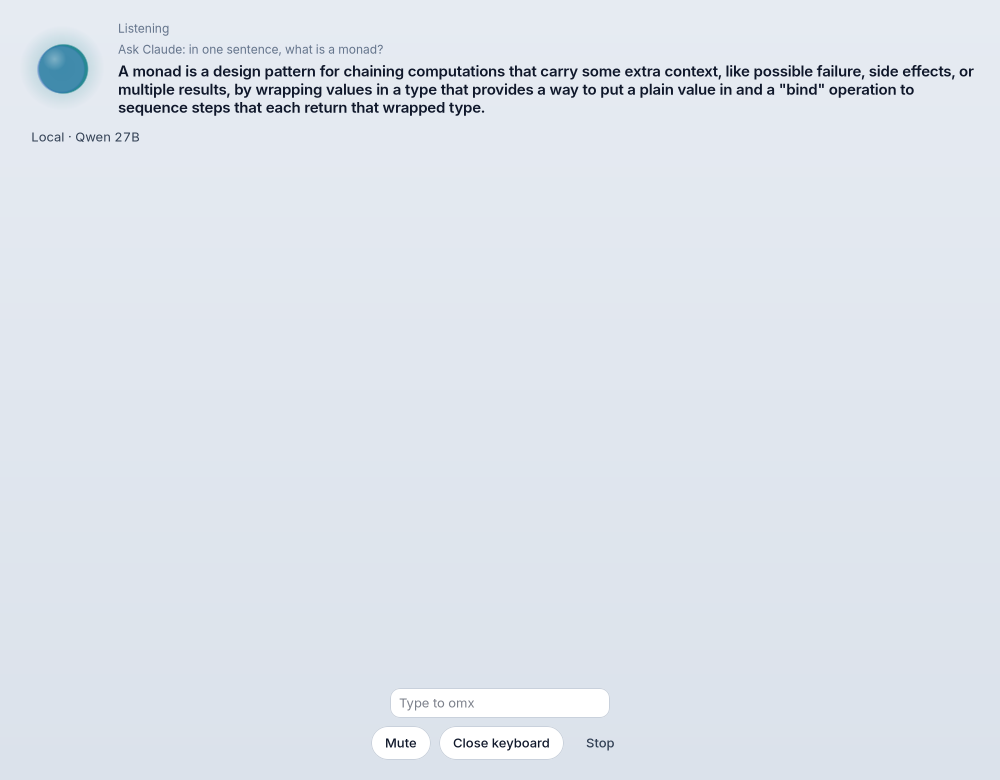 Listening
Ask Claude: in one sentence, what is a monad?
A monad is a design pattern for chaining computations that carry some extra context, like possible failure, side effects, or
multiple results, by wrapping values in a type that provides a way to put a plain value in and a "bind" operation to
sequence steps that each return that wrapped type.
Local · Qwen 27B
Type to omx
Mute
Close keyboard
Stop